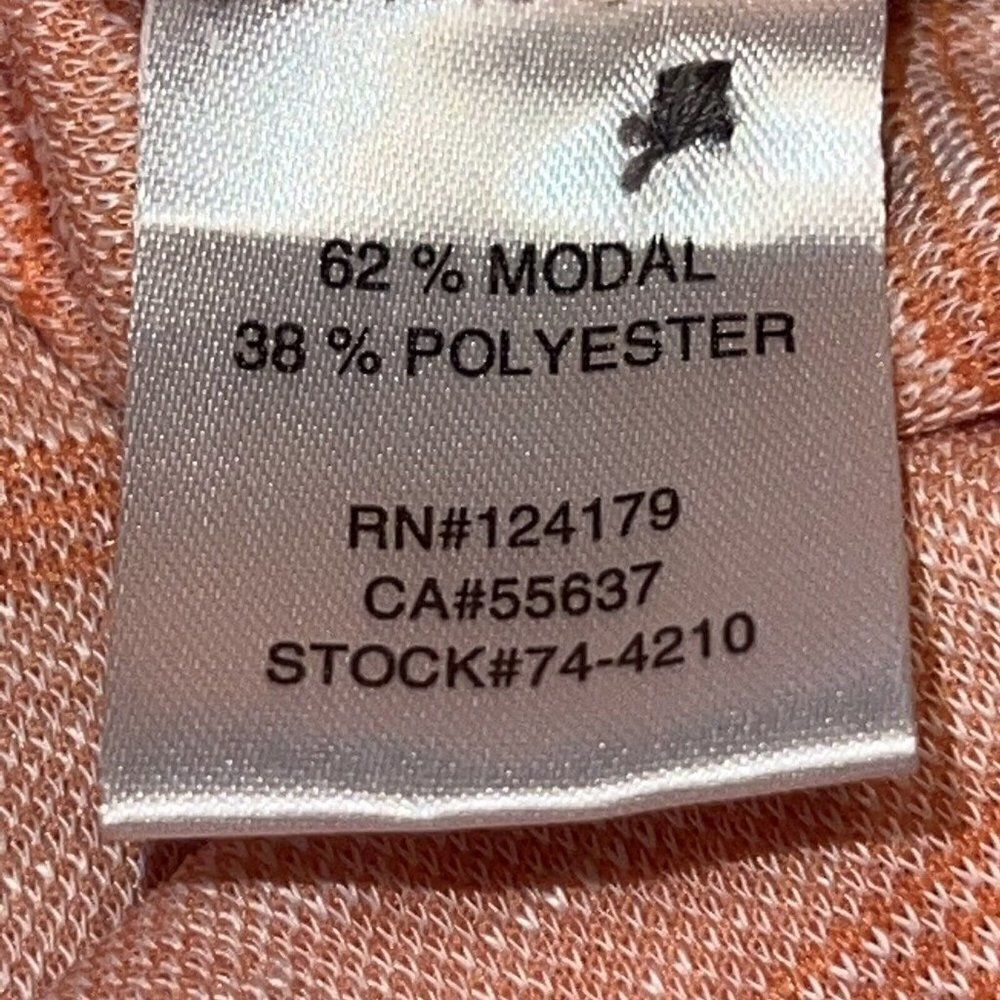 62 % MODAL
38 % POLYESTER
RN#124179
CA#55637
STOCK#74-4210